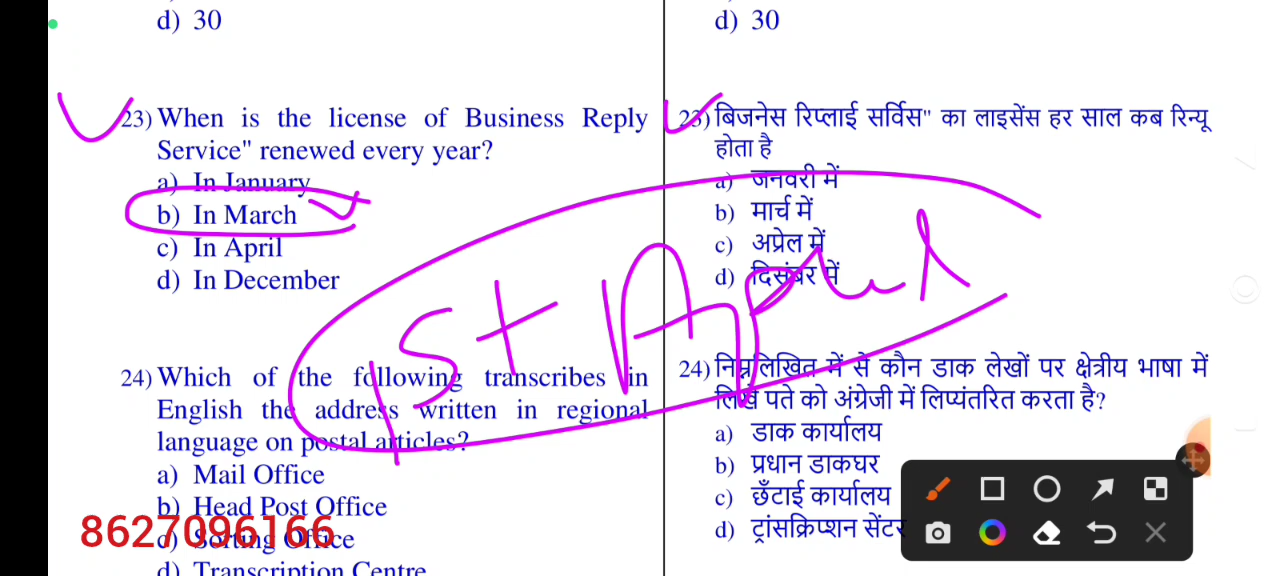 d) 30
23) When is the license of Business Reply
Service" renewed every year?
a) In January
b) In March
c) In April
d) In December
24) Which of the following transcribes in
English the address written in regional
language on postal articles?
a) Mail Office
b) Head Post Office
c) Sorting Office
d) Transcription Centre
d) 30
23) बिजनेस रिप्लाई सर्विस" का लाइसेंस हर साल कब रिन्यू
होता है
a) जनवरी में
b) मार्च में
c) अप्रेल में
d) दिसंबर में
24) निम्नलिखित में से कौन डाक लेखों पर क्षेत्रीय भाषा में
लिखे पते को अंग्रेजी में लिप्यंतरित करता है?
a) डाक कार्यालय
b) प्रधान डाकघर
c) छँटाई कार्यालय
d) ट्रांसक्रिप्शन सेंटर
1st April
8627096166